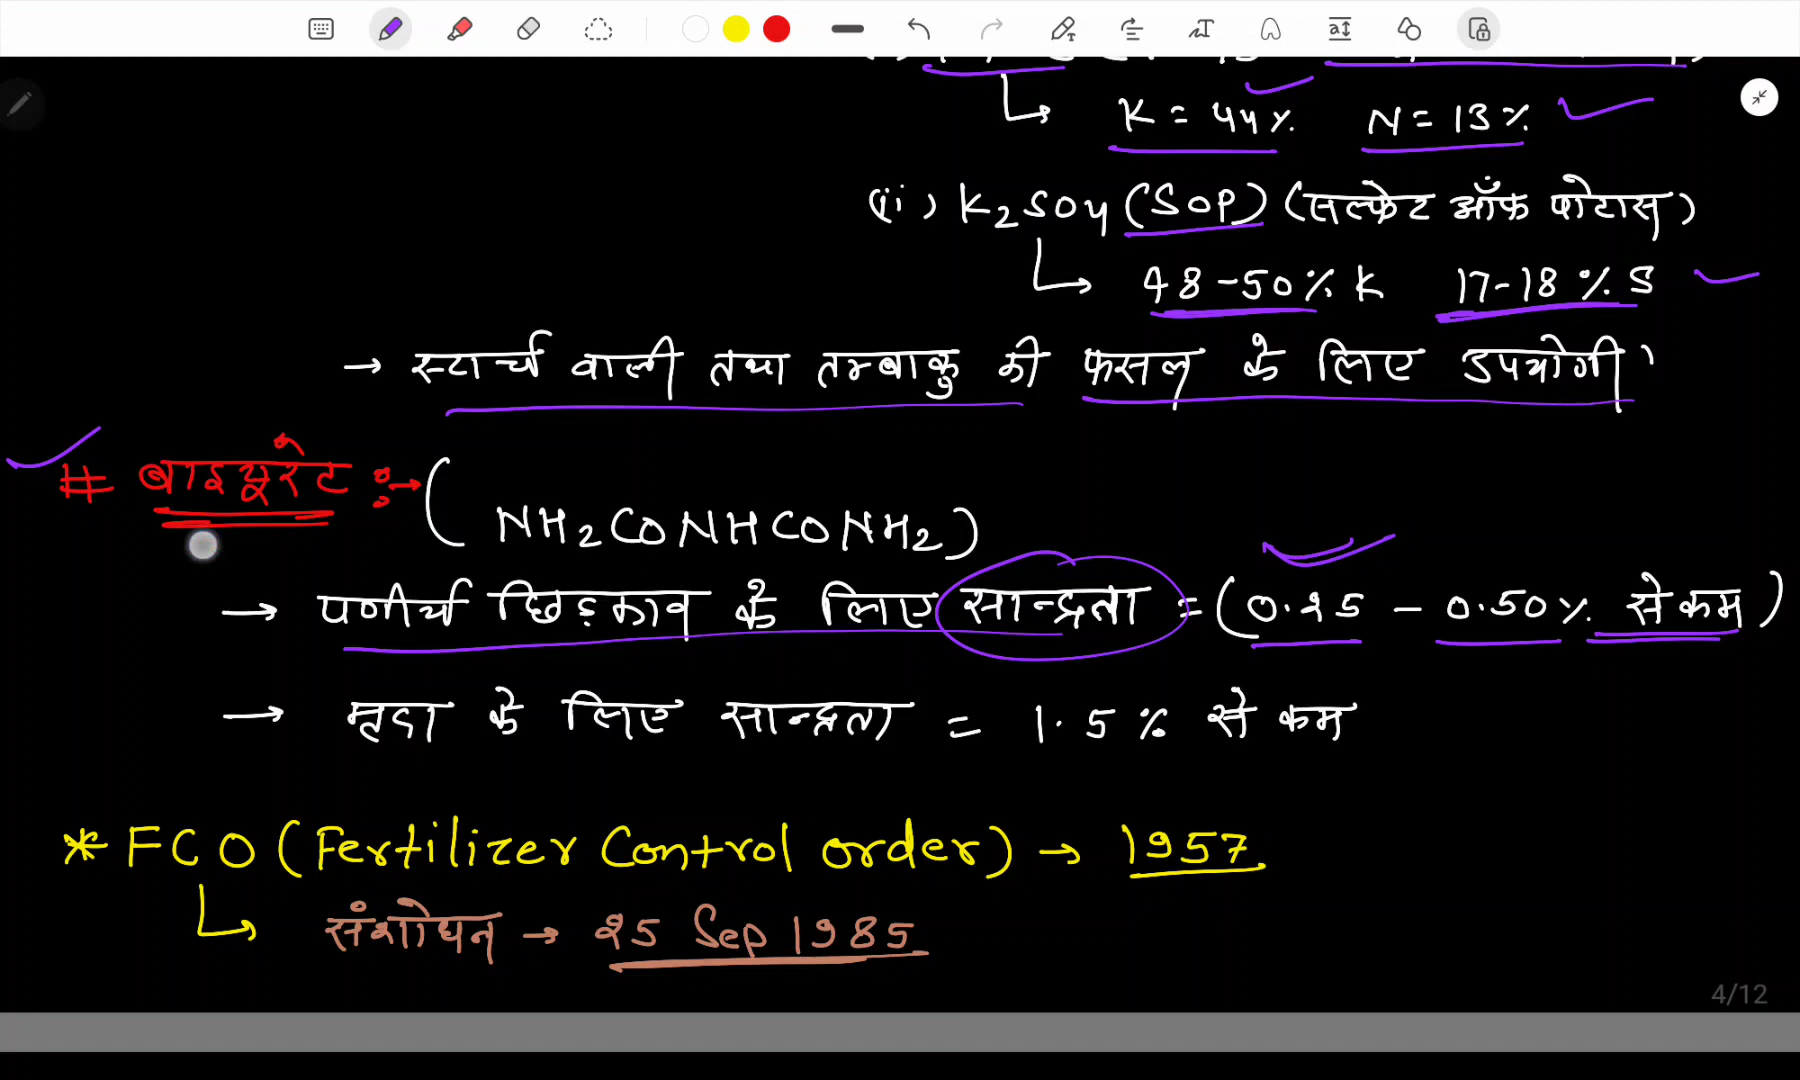 K = 44% N = 13%
(ii) K2SO4 (SOP) (सल्फेट ऑफ पोटास)
48-50% K 17-18% S
→ स्टार्च वाली तथा तम्बाकु की फसल के लिए उपयोगी।
# बाइयूरेट :→ (NH2CONHCONH2)
→ पर्णीय छिड़काव के लिए सान्द्रता = (0.25 - 0.50% से कम)
→ मृदा के लिए सान्द्रता = 1.5% से कम
* FCO (Fertilizer Control order) → 1957
संशोधन → 25 Sep 1985
4/12